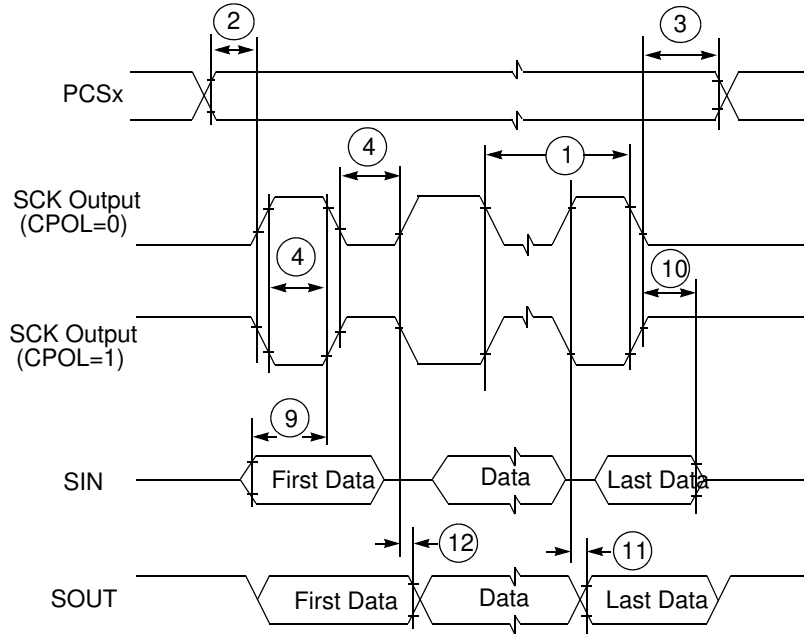 2
3
PCSx
4
1
SCK Output
(CPOL=0)
4
10
SCK Output
(CPOL=1)
9
SIN
First Data
Data
Last Data
12
11
SOUT
First Data
Data
Last Data